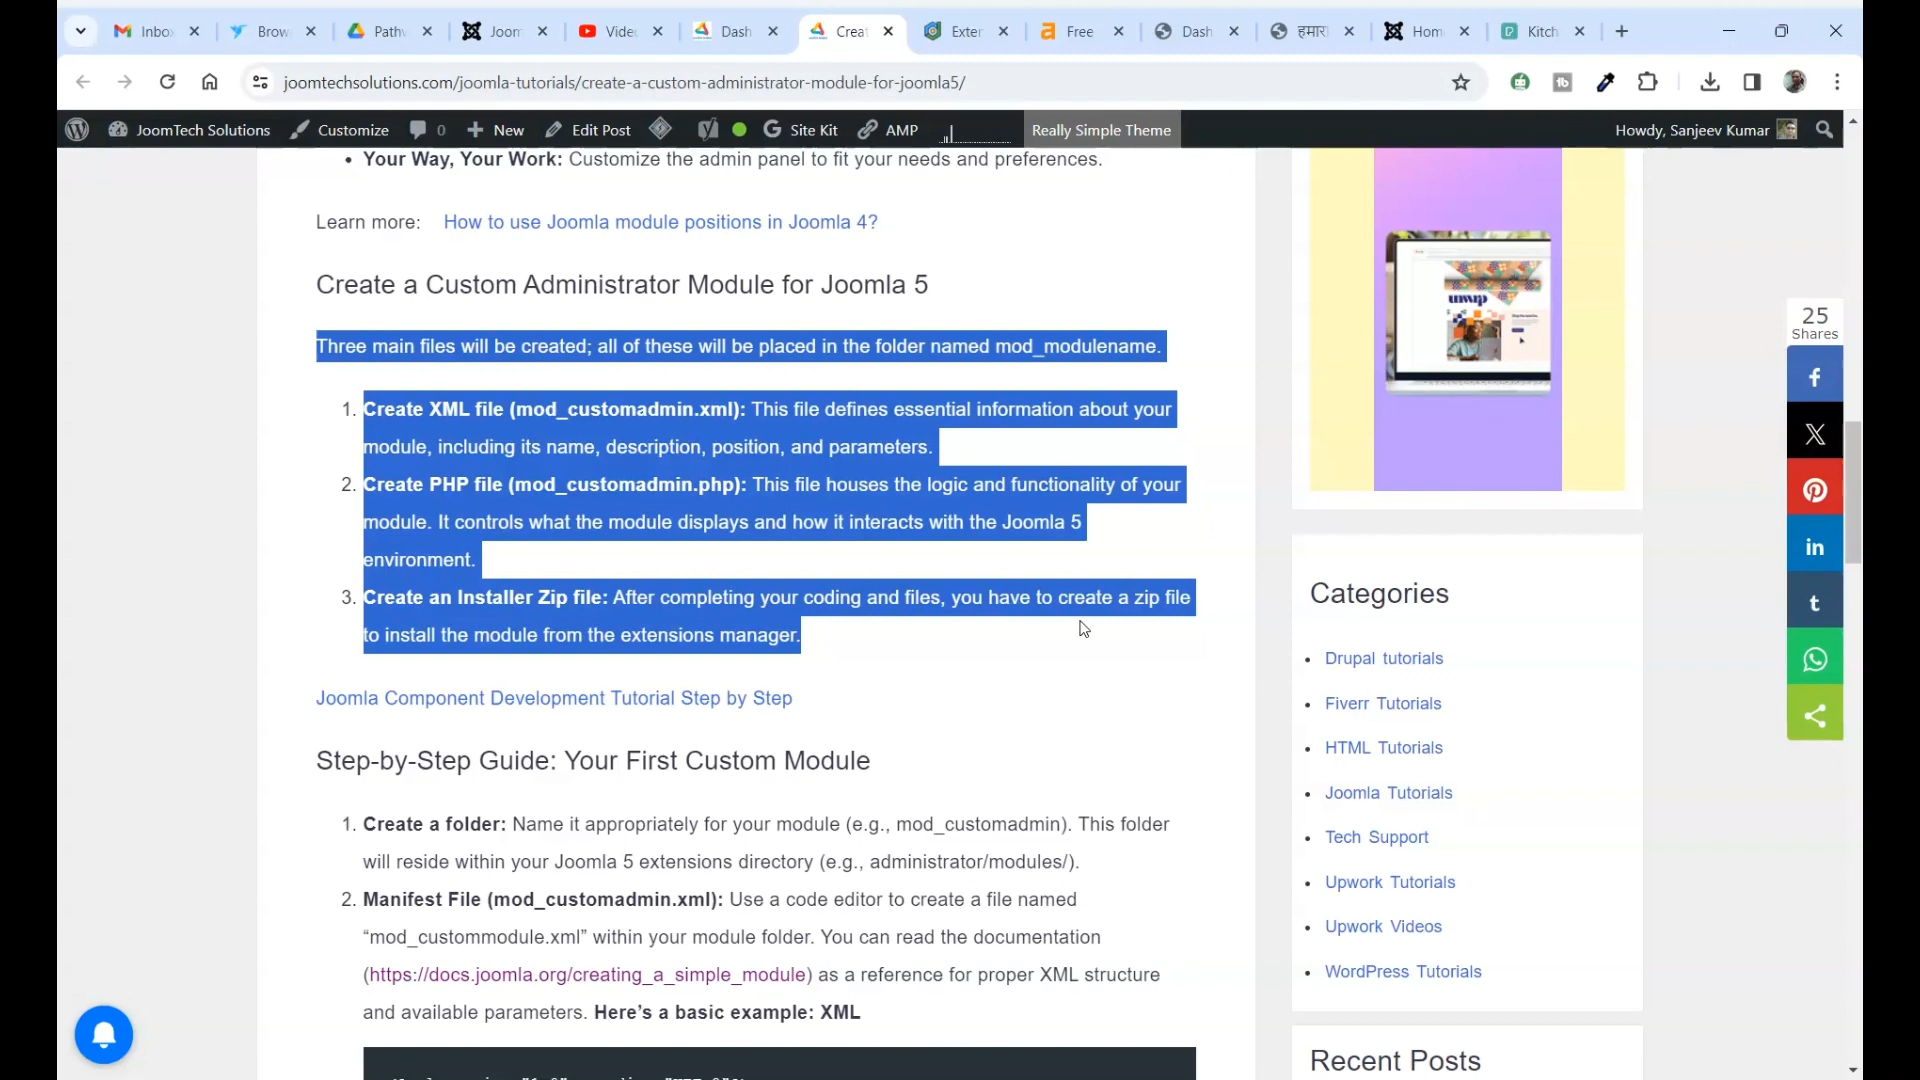 Inbo
Brow
Path
Joom
Vide
Dash
Creat
Exter
Free
Dash
हमारा
Hom
Kitch
joomtechsolutions.com/joomla-tutorials/create-a-custom-administrator-module-for-joomla5/
JoomTech Solutions
Customize
0
New
Edit Post
Site Kit
AMP
Really Simple Theme
Howdy, Sanjeev Kumar
• Your Way, Your Work: Customize the admin panel to fit your needs and preferences.
Learn more: How to use Joomla module positions in Joomla 4?
Create a Custom Administrator Module for Joomla 5
Three main files will be created; all of these will be placed in the folder named mod_modulename.
1. Create XML file (mod_customadmin.xml): This file defines essential information about your
module, including its name, description, position, and parameters.
2. Create PHP file (mod_customadmin.php): This file houses the logic and functionality of your
module. It controls what the module displays and how it interacts with the Joomla 5
environment.
3. Create an Installer Zip file: After completing your coding and files, you have to create a zip file
to install the module from the extensions manager.
Joomla Component Development Tutorial Step by Step
Step-by-Step Guide: Your First Custom Module
1. Create a folder: Name it appropriately for your module (e.g., mod_customadmin). This folder
will reside within your Joomla 5 extensions directory (e.g., administrator/modules/).
2. Manifest File (mod_customadmin.xml): Use a code editor to create a file named
“mod_custommodule.xml” within your module folder. You can read the documentation
(https://docs.joomla.org/creating_a_simple_module) as a reference for proper XML structure
and available parameters. Here’s a basic example: XML
25
Shares
Categories
• Drupal tutorials
• Fiverr Tutorials
• HTML Tutorials
• Joomla Tutorials
• Tech Support
• Upwork Tutorials
• Upwork Videos
• WordPress Tutorials
Recent Posts